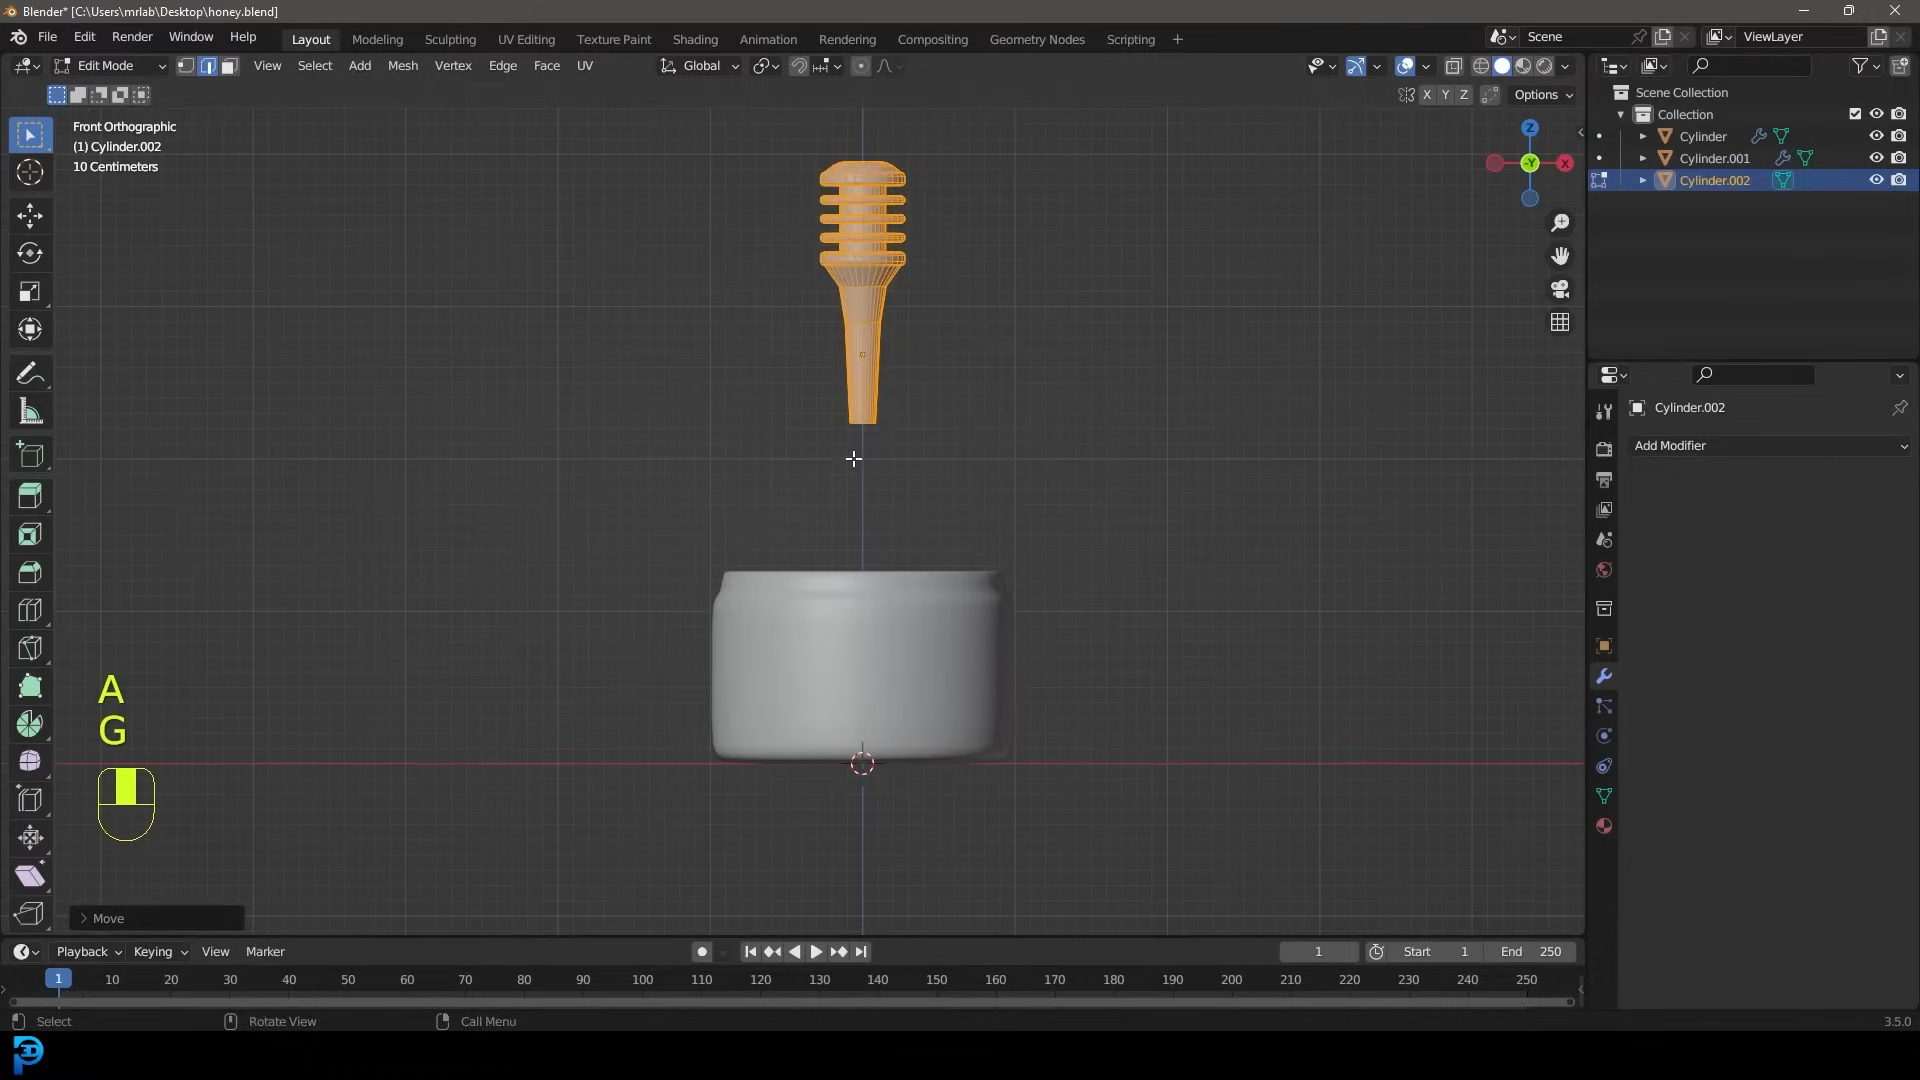 Blender* [C:\Users\mrlab\Desktop\honey.blend]
File Edit Render Window Help Layout Modeling Sculpting UV Editing Texture Paint Shading Animation Rendering Compositing Geometry Nodes Scripting + Scene ViewLayer
Edit Mode View Select Add Mesh Vertex Edge Face UV Global
X Y Z Options
Scene Collection
Collection
Cylinder
Cylinder.001
Cylinder.002
Front Orthographic
(1) Cylinder.002
10 Centimeters
Z
-Y X
Cylinder.002
Add Modifier
A
G
Move
Playback Keying View Marker 1 Start 1 End 250
1 10 20 30 40 50 60 70 80 90 100 110 120 130 140 150 160 170 180 190 200 210 220 230 240 250
Select Rotate View Call Menu 3.5.0